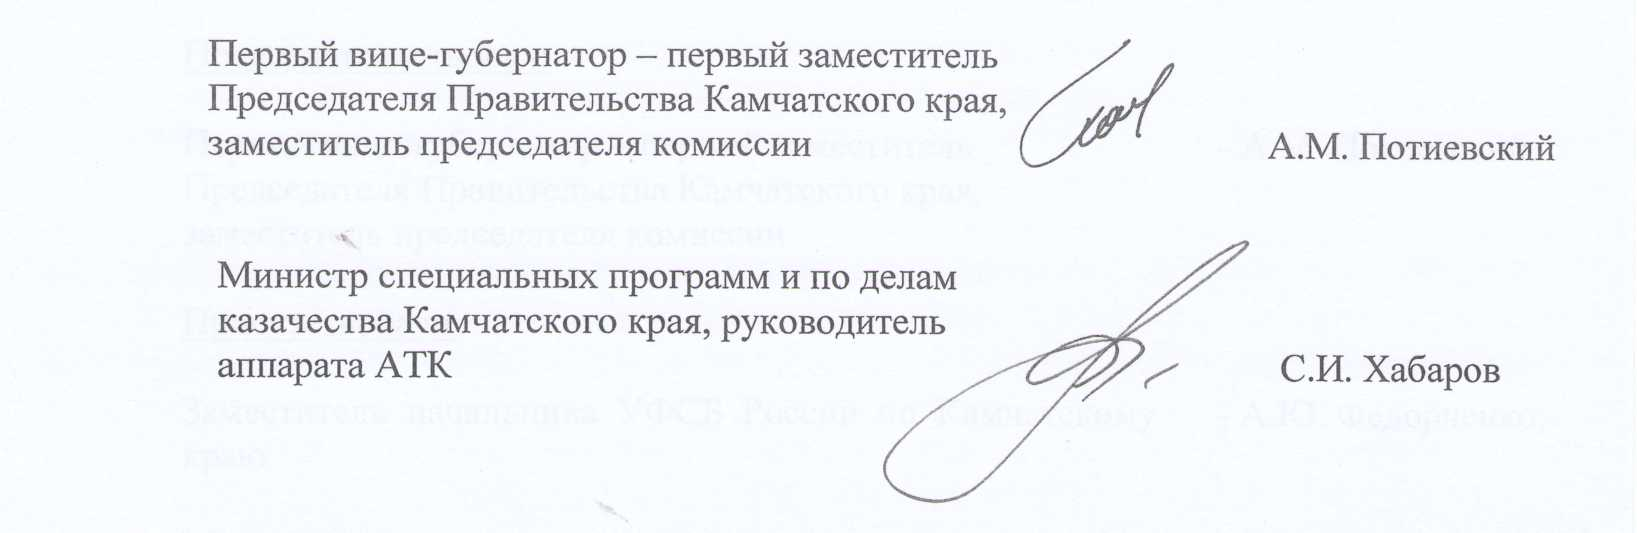 Первый вице-губернатор – первый заместитель
Председателя Правительства Камчатского края,
заместитель председателя комиссии
А.М. Потиевский
Министр специальных программ и по делам
казачества Камчатского края, руководитель
аппарата АТК
С.И. Хабаров